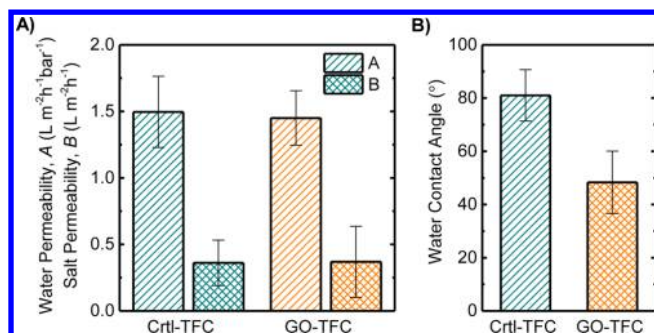 A)
Water Permeability, A (L m⁻²h⁻¹bar⁻¹)
Salt Permeability, B (L m⁻²h⁻¹)
2.0
1.5
1.0
0.5
0.0
A
B
Crtl-TFC
GO-TFC
B)
Water Contact Angle (°)
100
80
60
40
20
0
Crtl-TFC
GO-TFC